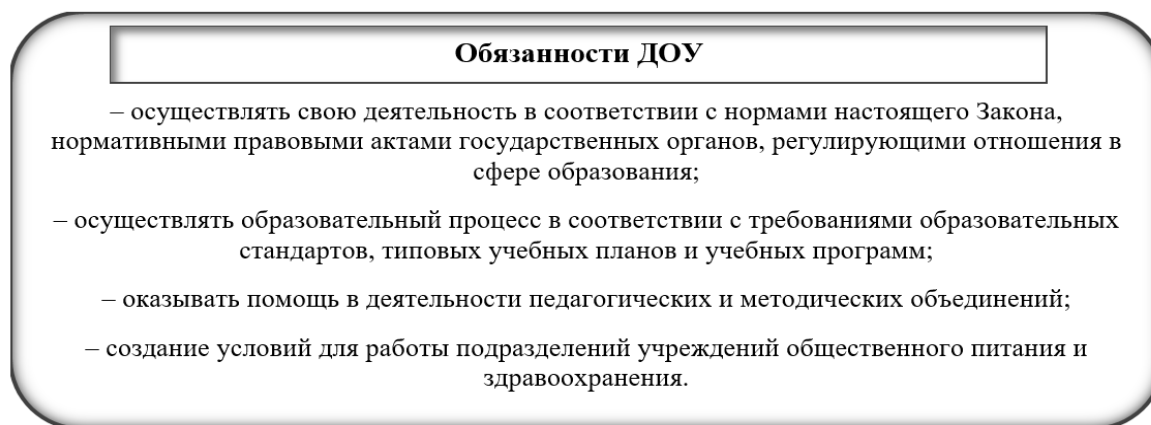 Обязанности ДОУ
– осуществлять свою деятельность в соответствии с нормами настоящего Закона,
нормативными правовыми актами государственных органов, регулирующими отношения в
сфере образования;
– осуществлять образовательный процесс в соответствии с требованиями образовательных
стандартов, типовых учебных планов и учебных программ;
– оказывать помощь в деятельности педагогических и методических объединений;
– создание условий для работы подразделений учреждений общественного питания и
здравоохранения.